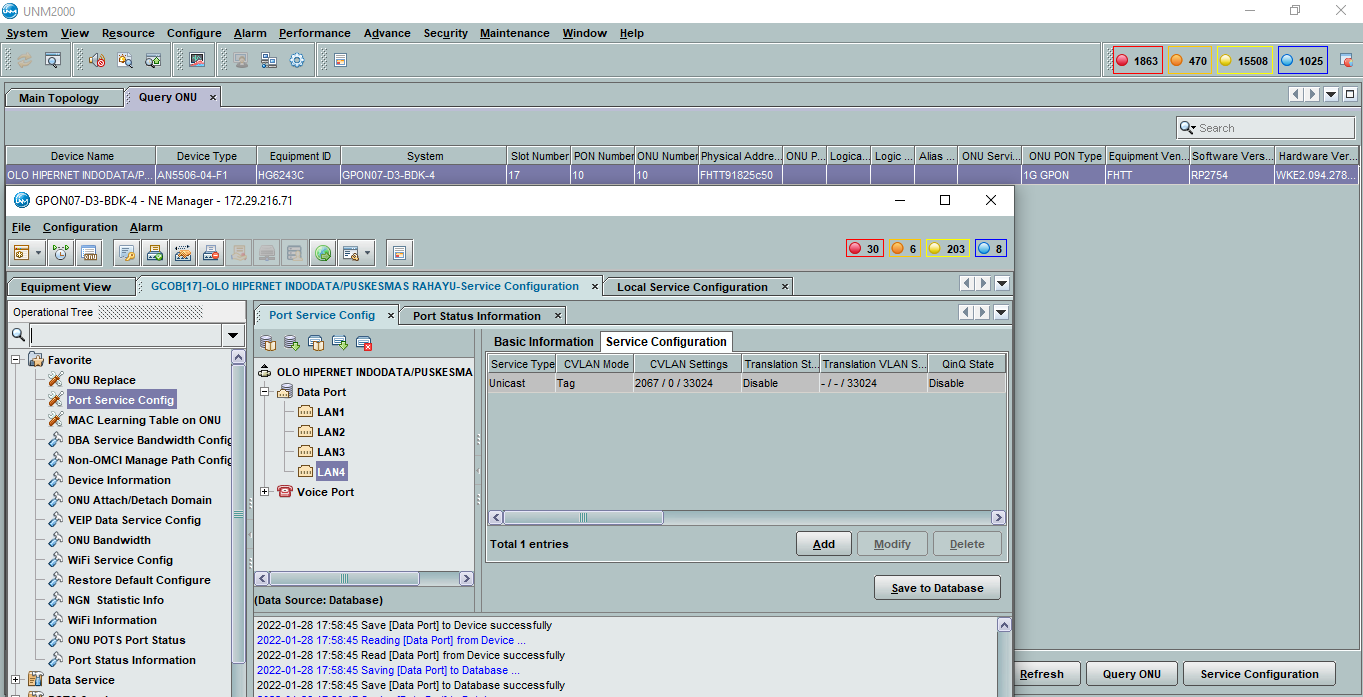 UNM2000
System View Resource Configure Alarm Performance Advance Security Maintenance Window Help
1863 470 15508 1025
Main Topology Query ONU
Search
Device Name Device Type Equipment ID System Slot Number PON Number ONU Number Physical Addre... ONU P... Logica... Logic ... Alias ... ONU Servi... ONU PON Type Equipment Ven... Software Vers... Hardware Ver...
OLO HIPERNET INDODATA/P... AN5506-04-F1 HG6243C GPON07-D3-BDK-4 17 10 10 FHTT91825c50 1G GPON FHTT RP2754 WKE2.094.278...
GPON07-D3-BDK-4 - NE Manager - 172.29.216.71
File Configuration Alarm
30 6 203 8
Equipment View GCOB[17]-OLO HIPERNET INDODATA/PUSKESMAS RAHAYU-Service Configuration Local Service Configuration
Operational Tree
Favorite
ONU Replace
Port Service Config
MAC Learning Table on ONU
DBA Service Bandwidth Config
Non-OMCI Manage Path Config
Device Information
ONU Attach/Detach Domain
VEIP Data Service Config
ONU Bandwidth
WiFi Service Config
Restore Default Configure
NGN Statistic Info
WiFi Information
ONU POTS Port Status
Port Status Information
Data Service
Port Service Config Port Status Information
OLO HIPERNET INDODATA/PUSKESMA
Data Port
LAN1
LAN2
LAN3
LAN4
Voice Port
(Data Source: Database)
Basic Information Service Configuration
Service Type CVLAN Mode CVLAN Settings Translation St... Translation VLAN S... QinQ State
Unicast Tag 2067 / 0 / 33024 Disable - / - / 33024 Disable
Total 1 entries
Add Modify Delete
Save to Database
2022-01-28 17:58:45 Save [Data Port] to Device successfully
2022-01-28 17:58:45 Reading [Data Port] from Device ...
2022-01-28 17:58:45 Read [Data Port] from Device successfully
2022-01-28 17:58:45 Saving [Data Port] to Database ...
2022-01-28 17:58:45 Save [Data Port] to Database successfully
Refresh Query ONU Service Configuration